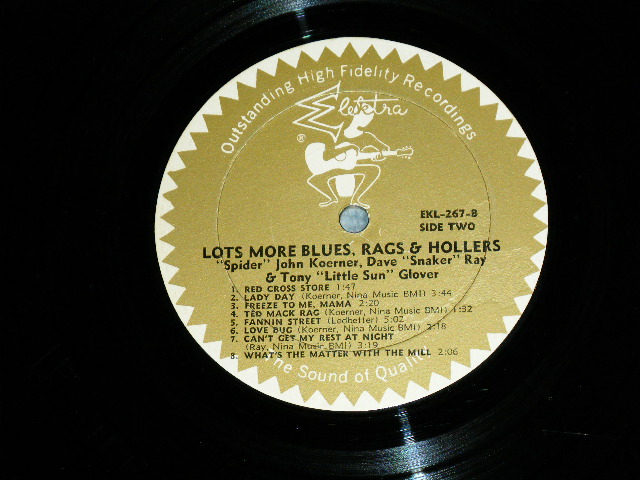 Outstanding High Fidelity Recordings
Elektra
®
EKL-267-B
SIDE TWO
LOTS MORE BLUES, RAGS & HOLLERS
"Spider" John Koerner, Dave "Snaker" Ray
& Tony "Little Sun" Glover
1. RED CROSS STORE 1:47
2. LADY DAY (Koerner, Nina Music BMI) 3:44
3. FREEZE TO ME, MAMA 2:20
4. TED MACK RAG (Koerner, Nina Music BMI) 1:52
5. FANNIN STREET (Ledbetter) 5:02
6. LOVE BUG (Koerner, Nina Music BMI) 3:18
7. CAN'T GET MY REST AT NIGHT
(Ray, Nina Music BMI) 3:19
8. WHAT'S THE MATTER WITH THE MILL 2:06
The Sound of Quality